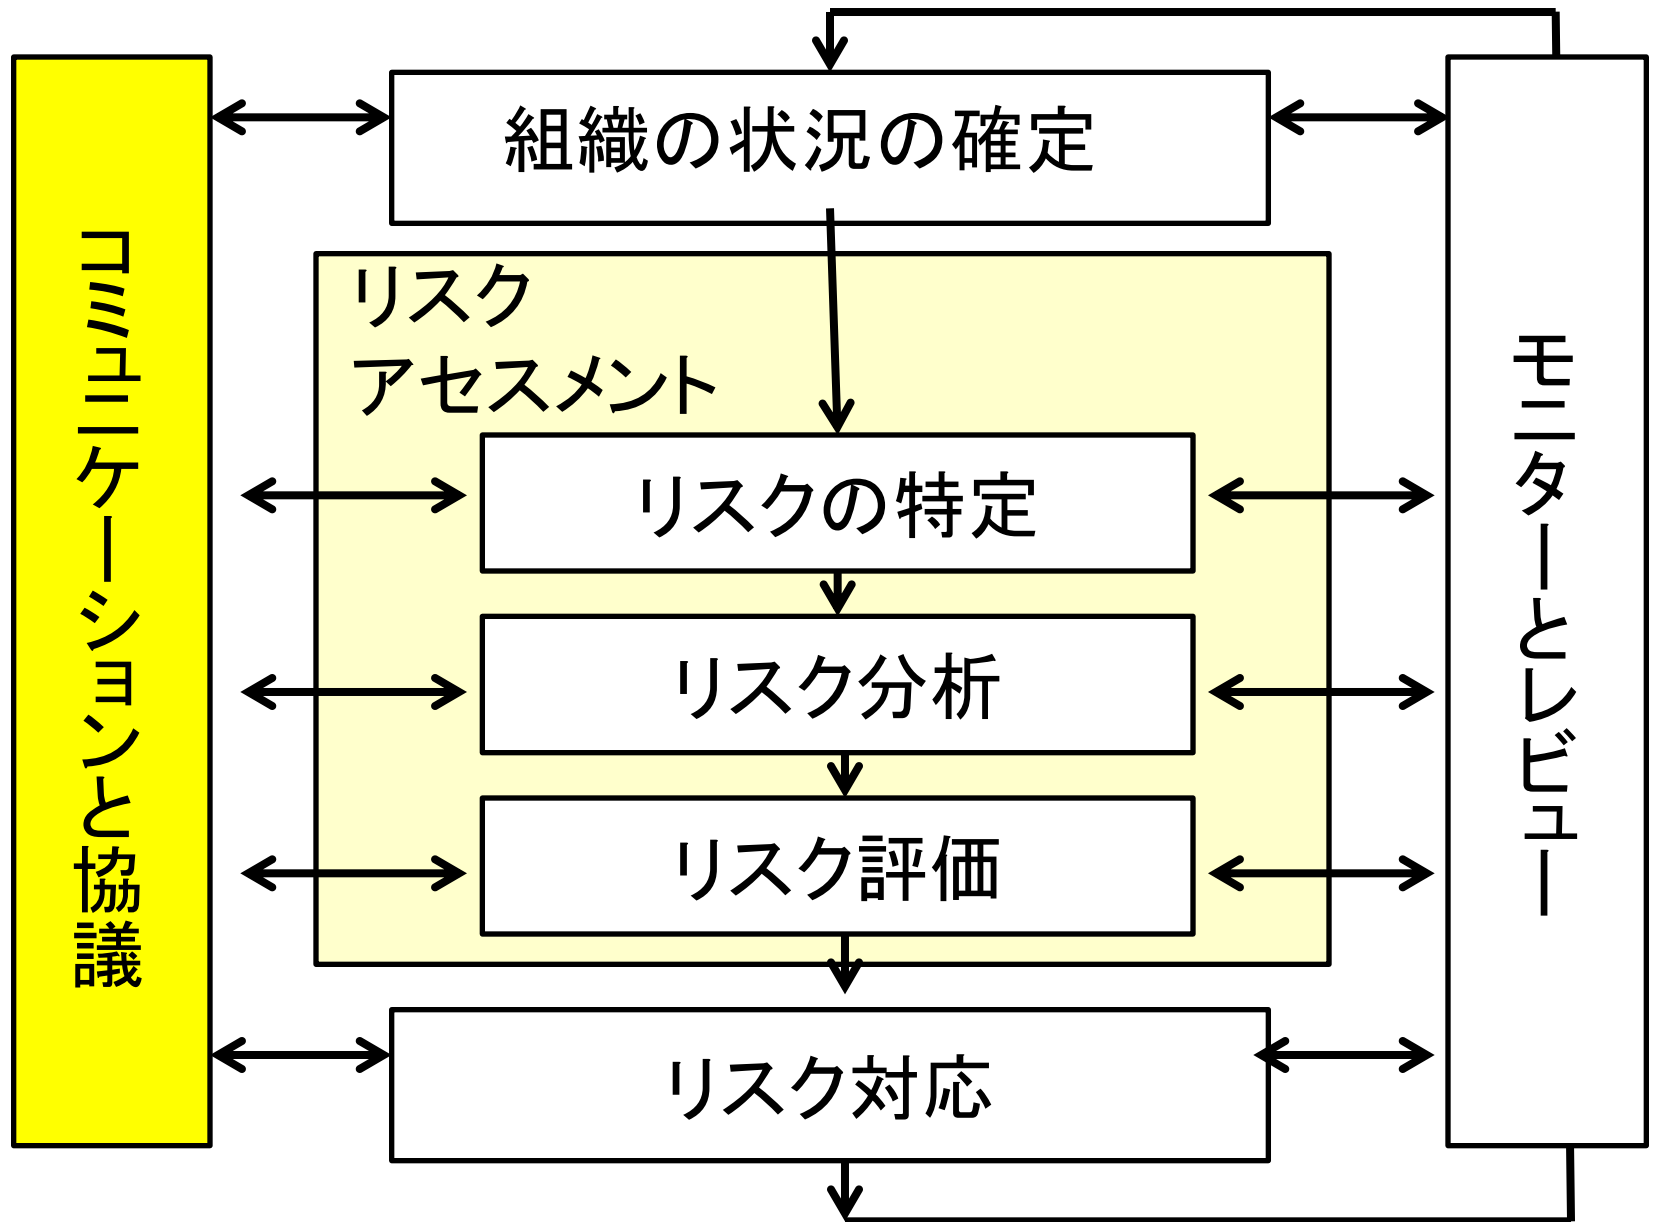 組織の状況の確定
コミュニケーションと協議
リスク
アセスメント
リスクの特定
リスク分析
リスク評価
リスク対応
モニターとレビュー